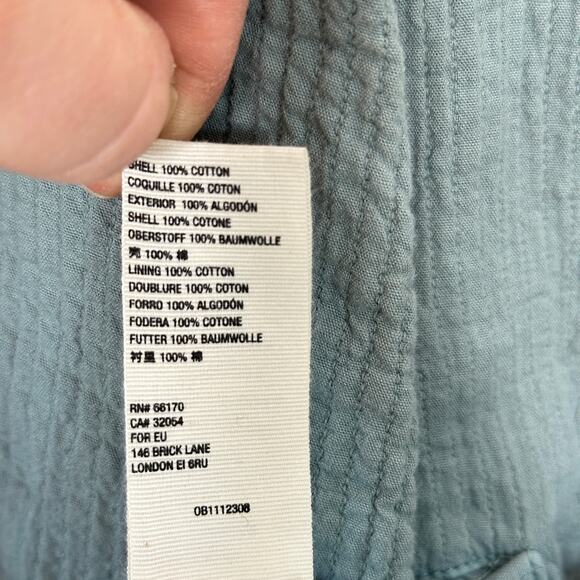 SHELL 100% COTTON
COQUILLE 100% COTON
EXTERIOR 100% ALGODÓN
SHELL 100% COTONE
OBERSTOFF 100% BAUMWOLLE
壳 100% 棉
LINING 100% COTTON
DOUBLURE 100% COTON
FORRO 100% ALGODÓN
FODERA 100% COTONE
FUTTER 100% BAUMWOLLE
衬里 100% 棉
RN# 66170
CA# 32054
FOR EU
146 BRICK LANE
LONDON EI 6RU
0B1112308